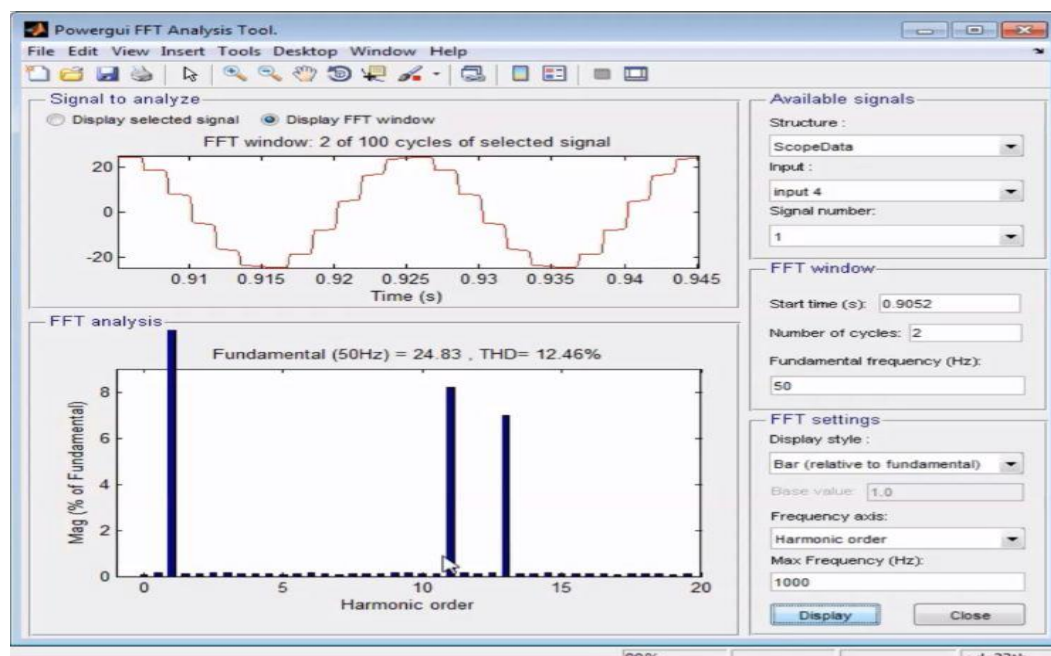 Powergui FFT Analysis Tool.
File Edit View Insert Tools Desktop Window Help
Signal to analyze
Display selected signal Display FFT window
FFT window: 2 of 100 cycles of selected signal
20
0
-20
0.91 0.915 0.92 0.925 0.93 0.935 0.94 0.945
Time (s)
FFT analysis
Fundamental (50Hz) = 24.83 , THD= 12.46%
8
6
4
2
0
Mag (% of Fundamental)
0 5 10 15 20
Harmonic order
Available signals
Structure :
ScopeData
Input :
input 4
Signal number:
1
FFT window
Start time (s): 0.9052
Number of cycles: 2
Fundamental frequency (Hz):
50
FFT settings
Display style :
Bar (relative to fundamental)
Base value: 1.0
Frequency axis:
Harmonic order
Max Frequency (Hz):
1000
Display Close